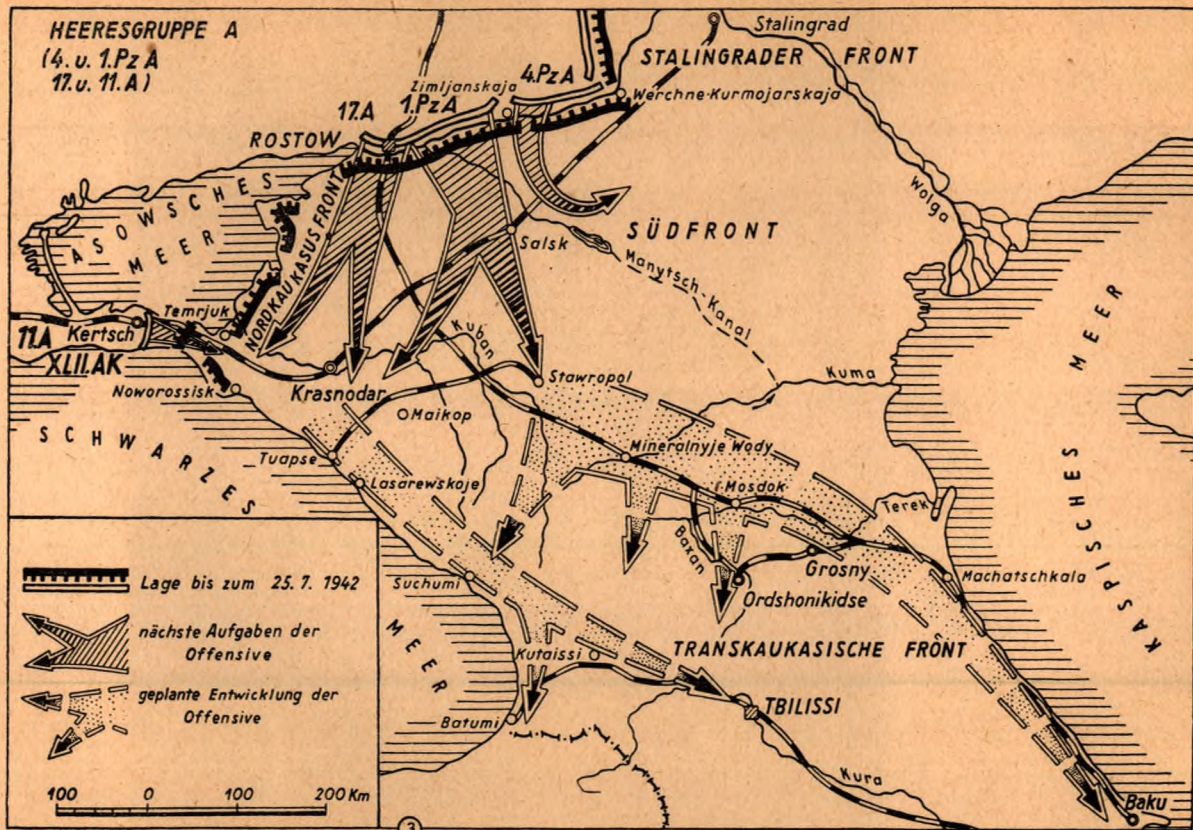 HEERESGRUPPE A
(4. u. 1. Pz A
17. u. 11. A)
Stalingrad
STALINGRADER FRONT
Zimljanskaja
4. Pz A
Werchne-Kurmojarskaja
17. A
1. Pz A
ROSTOW
ASOWSCHES
MEER
NORDKAUKASUS FRONT
SÜDFRONT
Salsk
Manytsch-Kanal
Wolga
Temrjuk
11. A
Kertsch
XLII. AK
Noworossisk
Krasnodar
Kuban
Stawropol
Kuma
Maikop
SCHWARZES
MEER
Tuapse
Lasarewskoje
Mineralnyje Wody
Mosdok
Terek
Baxan
Grosny
Machatschkala
Ordshonikidse
KASPISCHES MEER
Suchumi
Kutaissi
TRANSKAUKASISCHE FRONT
TBILISSI
Batumi
Kura
Baku
Lage bis zum 25. 7. 1942
nächste Aufgaben der
Offensive
geplante Entwicklung der
Offensive
100 0 100 200 Km
3